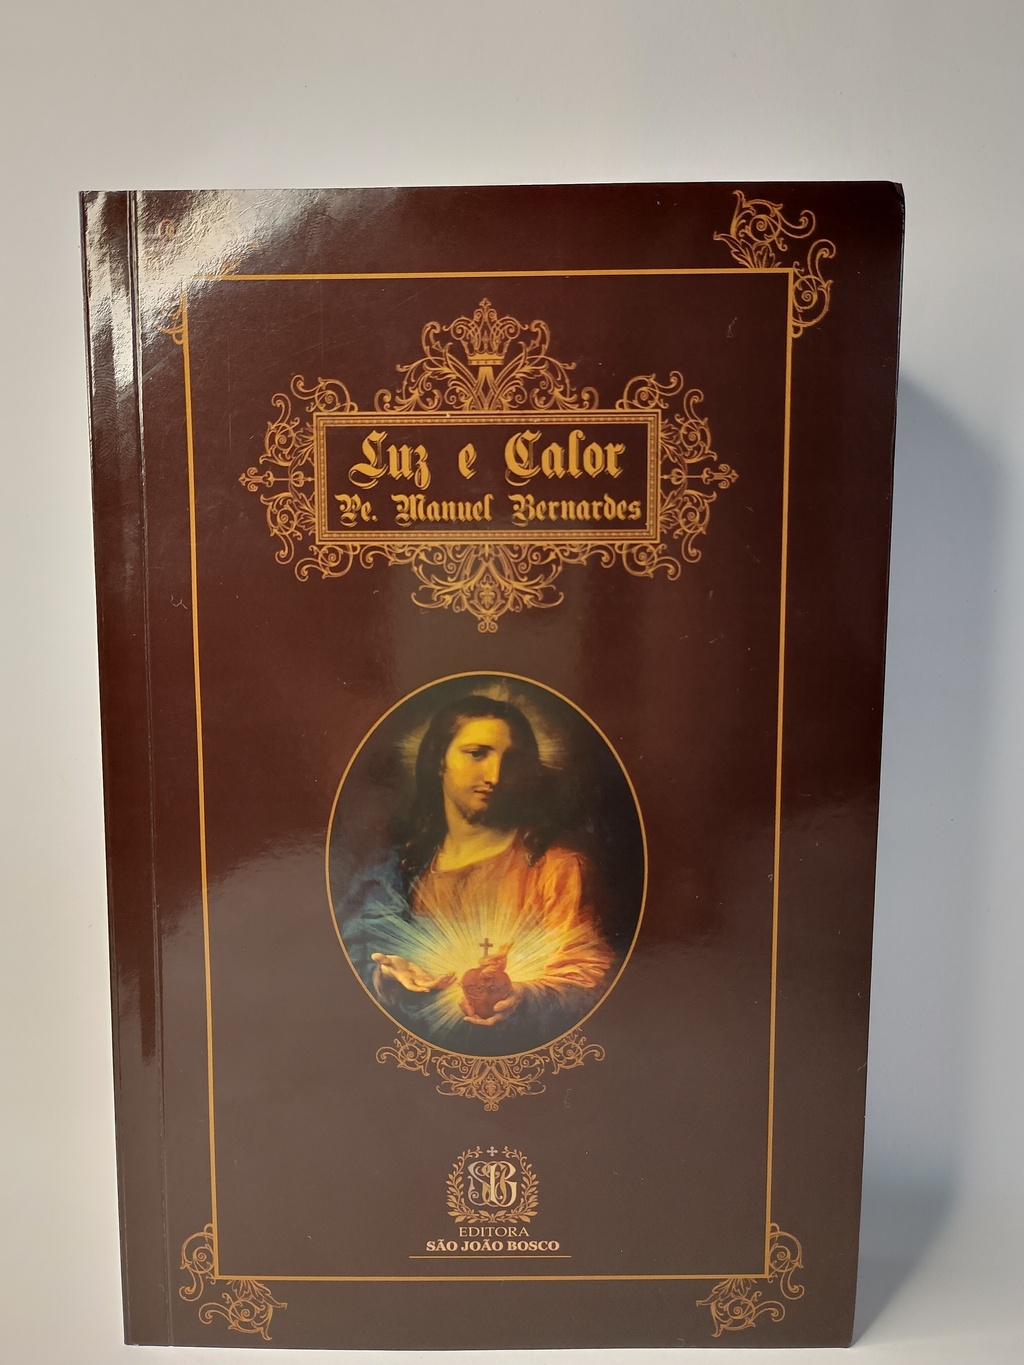 Luz e Calor
Pe. Manuel Bernardes
EDITORA
SÃO JOÃO BOSCO